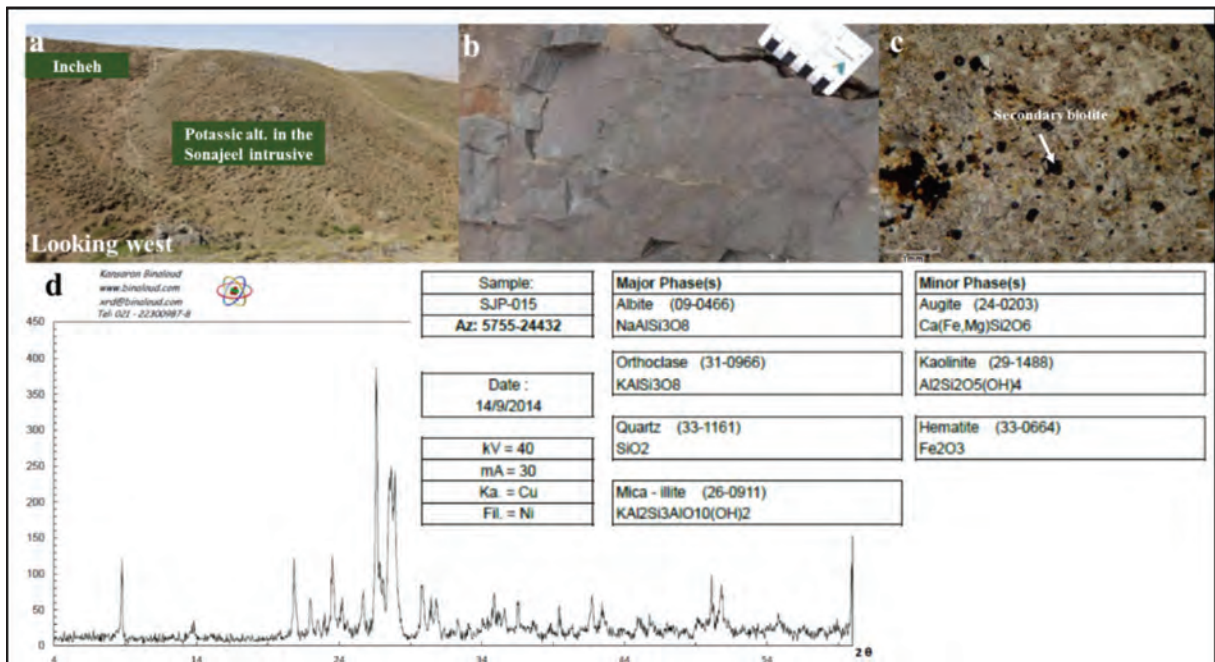 a
Incheh
Potassic alt. in the
Sonajeel intrusive
Looking west
b
c
Secondary biotite
d
Kansaran Binaloud
www.binaloud.com
xrd@binaloud.com
Tel: 021 - 22300987-8
Sample:
SJP-015
Az: 5755-24432
Date :
14/9/2014
kV = 40
mA = 30
Ka. = Cu
Fil. = Ni
Major Phase(s)
Albite (09-0466)
NaAlSi3O8
Orthoclase (31-0966)
KAlSi3O8
Quartz (33-1161)
SiO2
Mica - illite (26-0911)
KAl2Si3AlO10(OH)2
Minor Phase(s)
Augite (24-0203)
Ca(Fe,Mg)Si2O6
Kaolinite (29-1488)
Al2Si2O5(OH)4
Hematite (33-0664)
Fe2O3
450
400
350
300
250
200
150
100
50
0
4
14
24
34
44
54
2θ